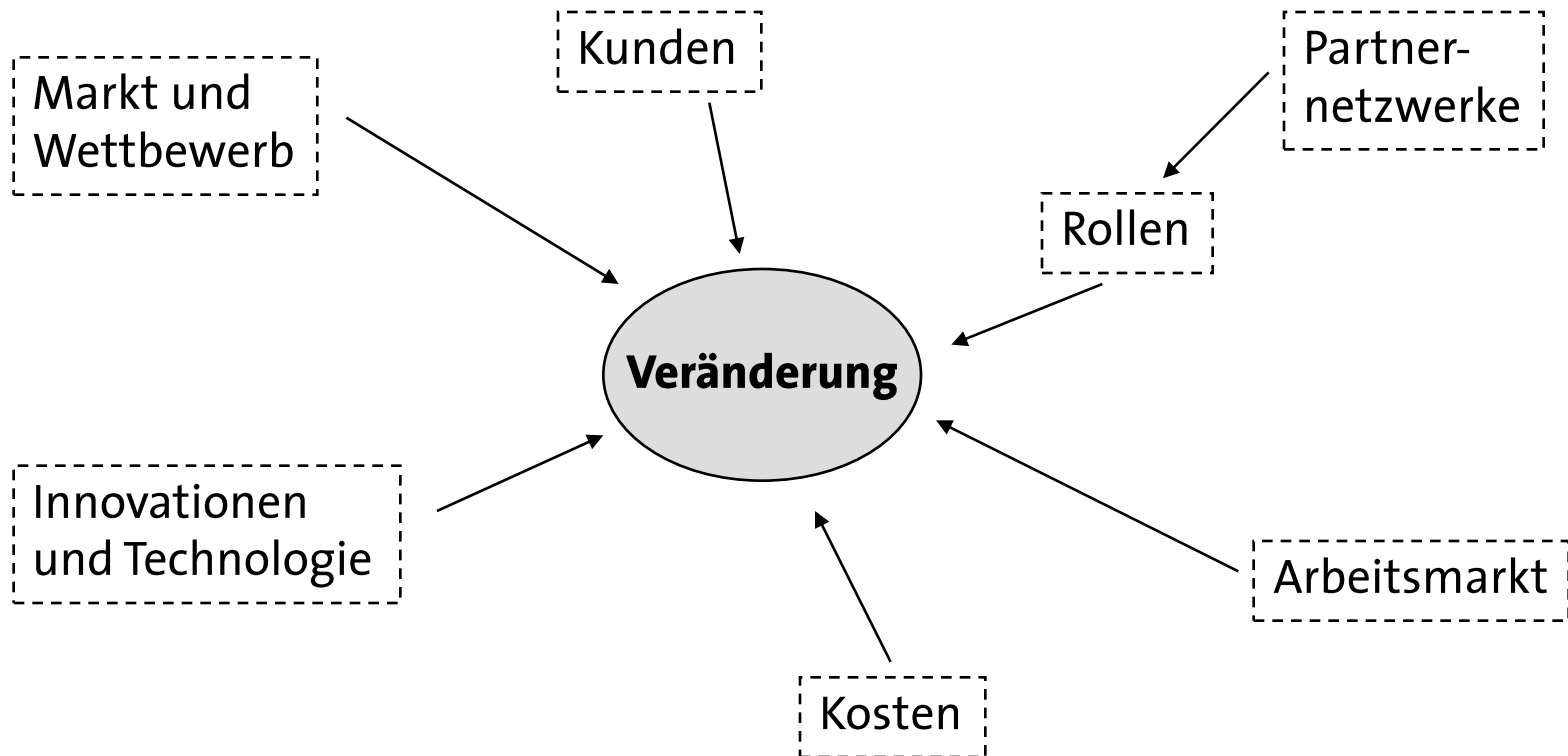 Kunden
Partner-
netzwerke
Markt und
Wettbewerb
Rollen
Veränderung
Innovationen
und Technologie
Arbeitsmarkt
Kosten